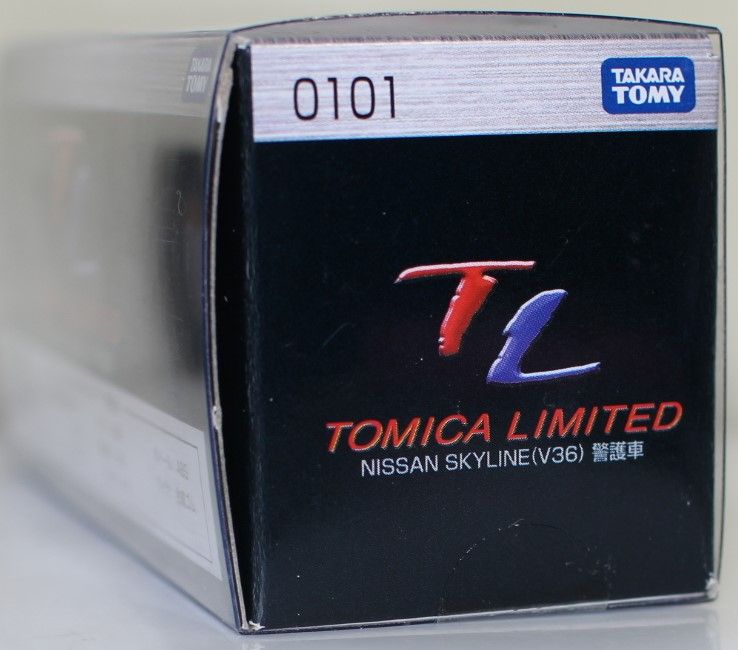 0101
TAKARA
TOMY
TL
TOMICA LIMITED
NISSAN SKYLINE(V36) 警護車